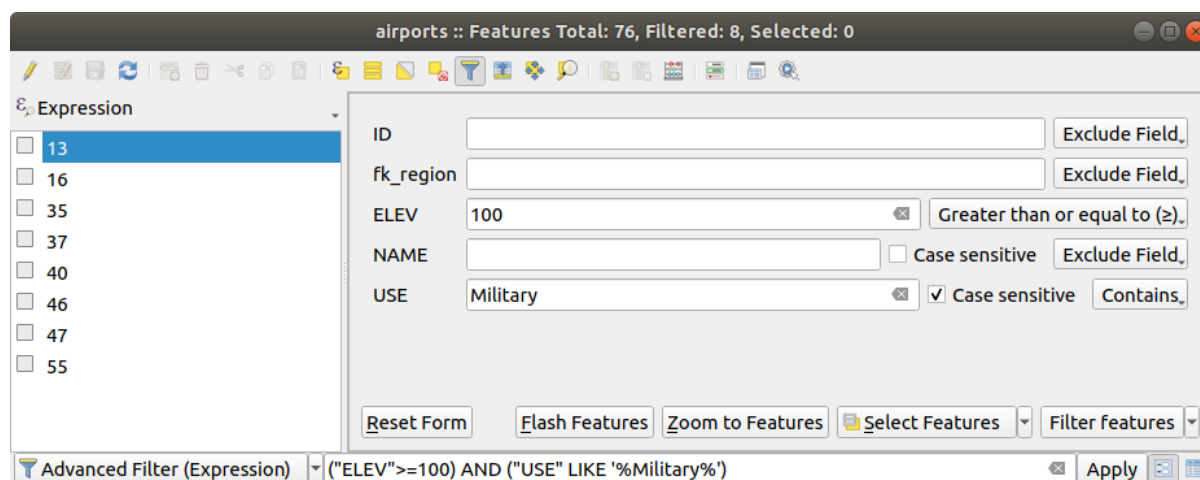 airports :: Features Total: 76, Filtered: 8, Selected: 0
Expression
13
16
35
37
40
46
47
55
ID Exclude Field
fk_region Exclude Field
ELEV 100 Greater than or equal to (≥)
NAME Case sensitive Exclude Field
USE Military Case sensitive Contains
Reset Form Flash Features Zoom to Features Select Features Filter features
Advanced Filter (Expression) ("ELEV">=100) AND ("USE" LIKE '%Military%') Apply